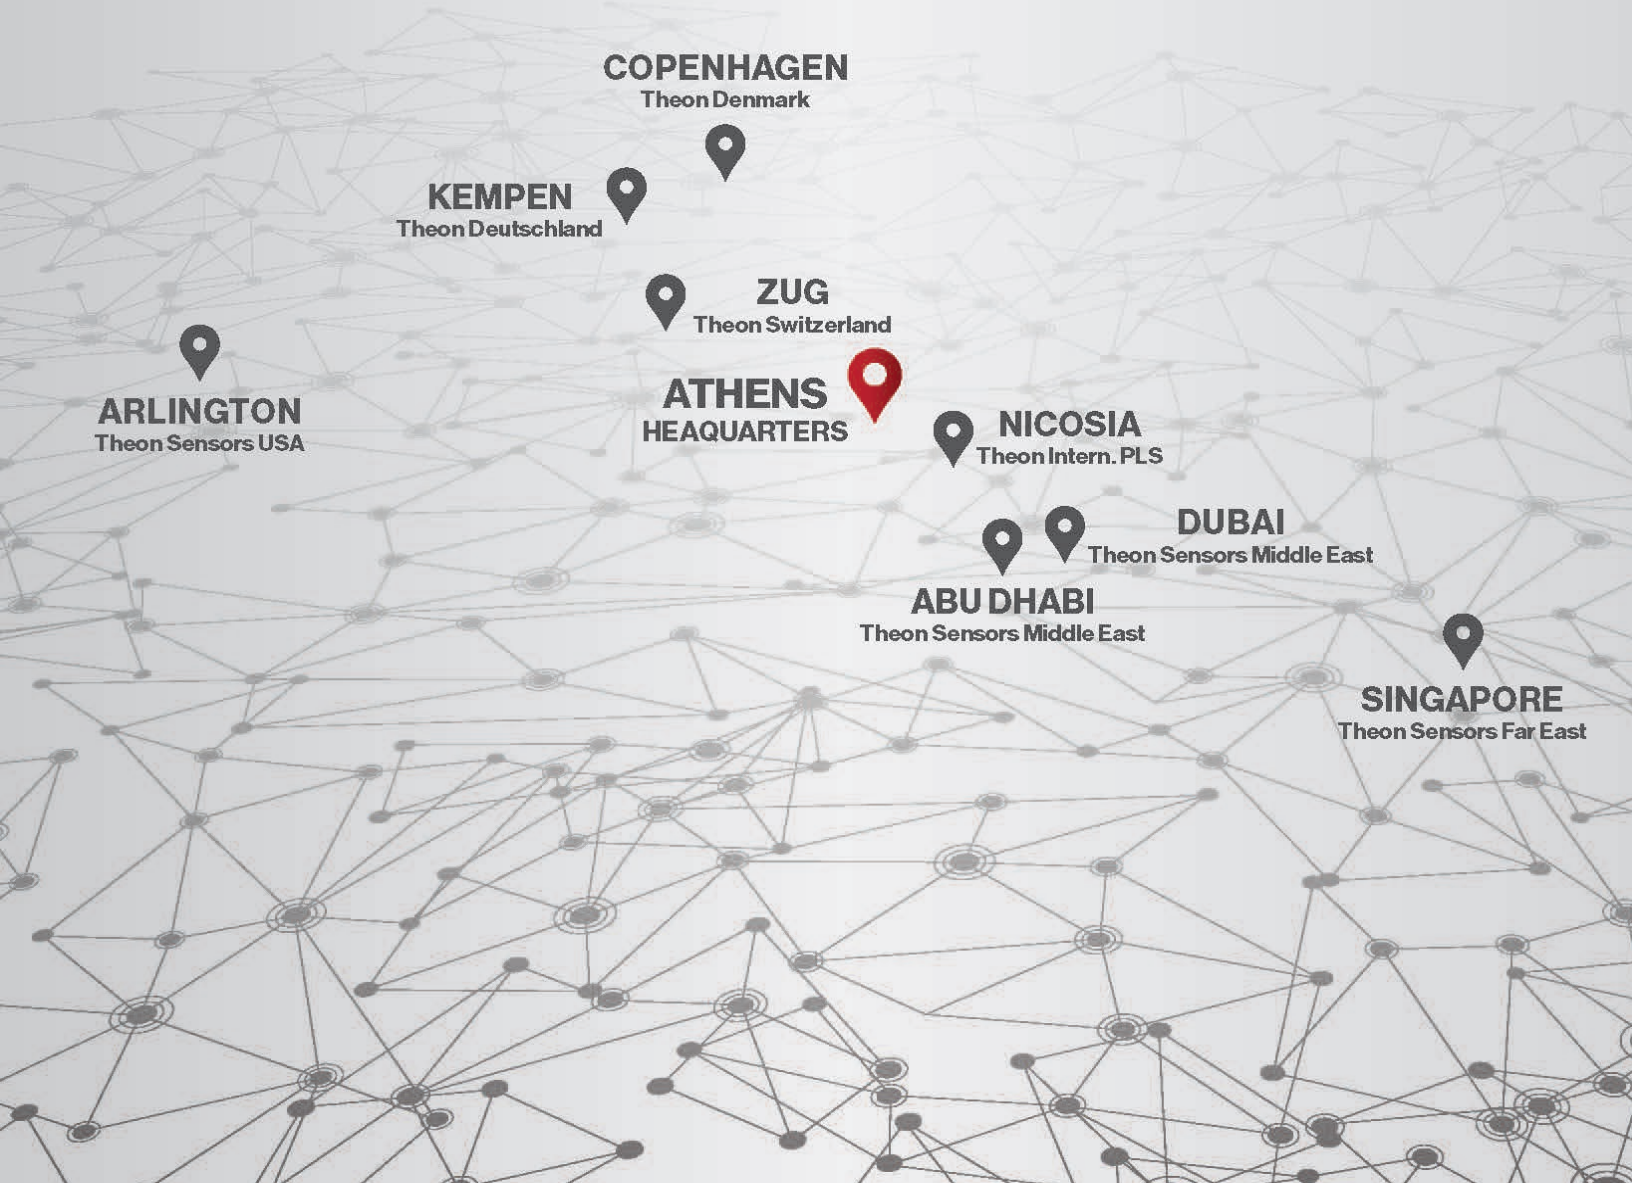 COPENHAGEN
Theon Denmark
KEMPEN
Theon Deutschland
ZUG
Theon Switzerland
ARLINGTON
Theon Sensors USA
ATHENS
HEAQUARTERS
NICOSIA
Theon Intern. PLS
DUBAI
Theon Sensors Middle East
ABU DHABI
Theon Sensors Middle East
SINGAPORE
Theon Sensors Far East